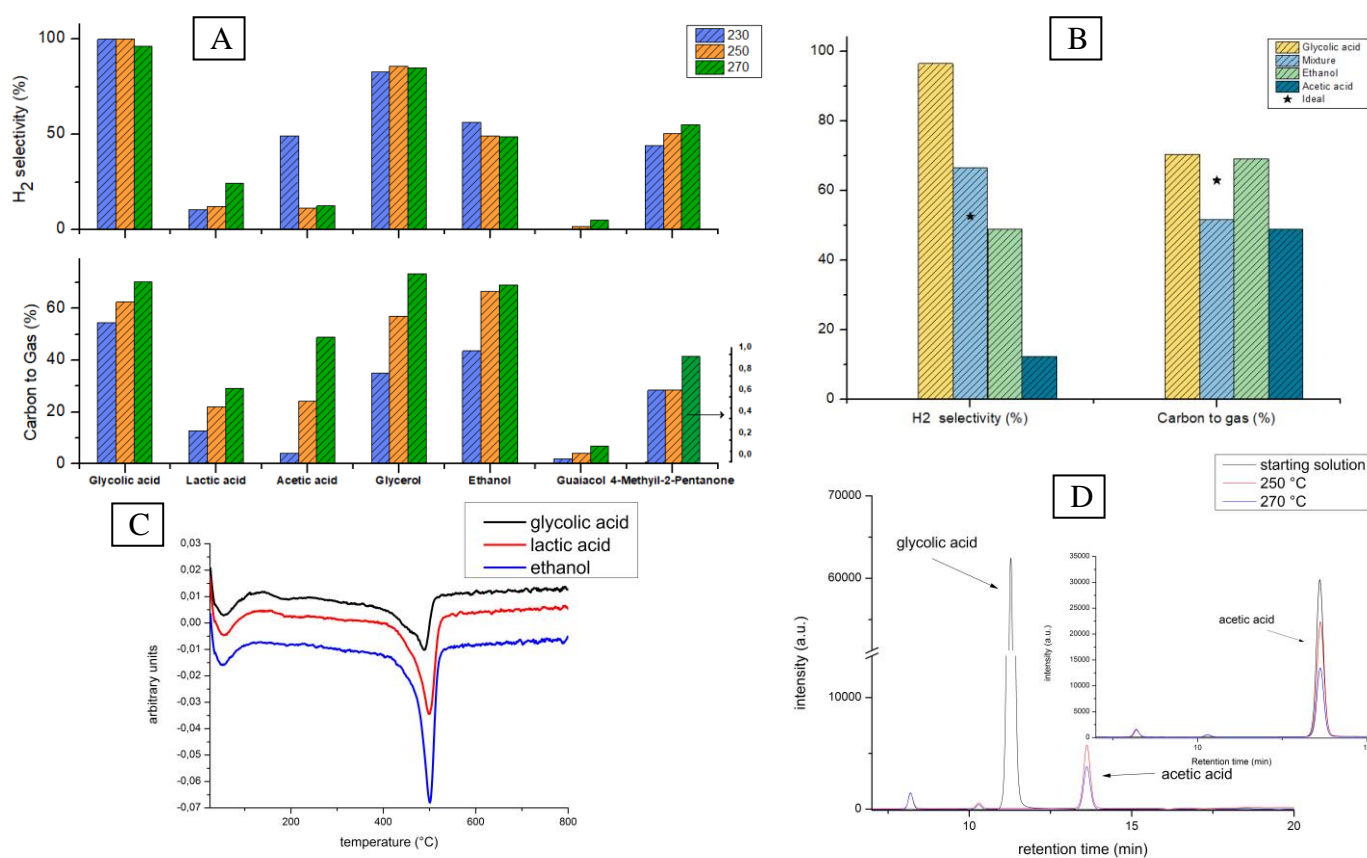 A
230
250
270
H2 selectivity (%)
100
50
0
Carbon to Gas (%)
60
40
20
0
1,0
0,8
0,6
0,4
0,2
0,0
Glycolic acid Lactic acid Acetic acid Glycerol Ethanol Guaiacol 4-Methyil-2-Pentanone
B
Glycolic acid
Mixture
Ethanol
Acetic acid
Ideal
100
80
60
40
20
0
H2 selectivity (%) Carbon to gas (%)
C
glycolic acid
lactic acid
ethanol
arbitrary units
0,03
0,02
0,01
0,00
-0,01
-0,02
-0,03
-0,04
-0,05
-0,06
-0,07
200 400 600 800
temperature (°C)
D
starting solution
250 °C
270 °C
intensity (a.u.)
70000
60000
10000
0
glycolic acid
acetic acid
10 15 20
retention time (min)
intensity (a.u.)
35000
30000
25000
20000
15000
10000
5000
0
acetic acid
10
Retention time (min)